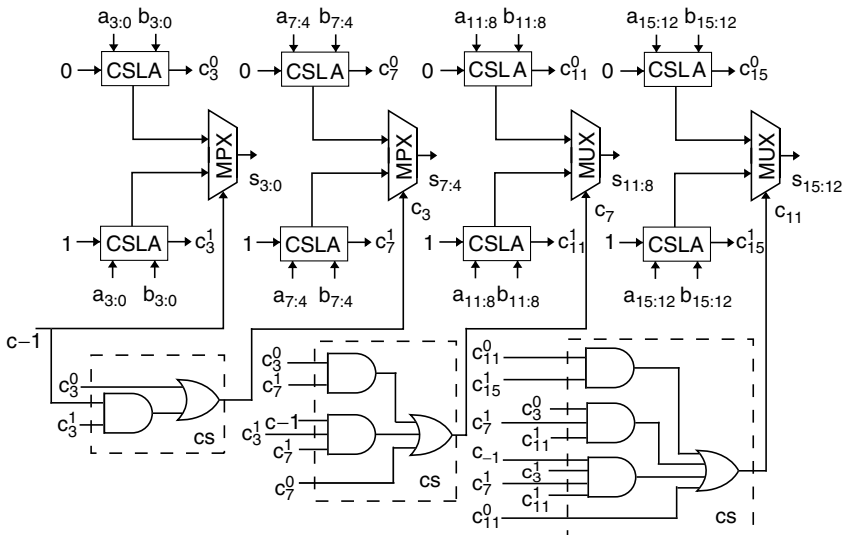 a3:0 b3:0 a7:4 b7:4 a11:8 b11:8 a15:12 b15:12
0 CSLA c⁰3 0 CSLA c⁰7 0 CSLA c⁰11 0 CSLA c⁰15
MPX MPX MUX MUX
s3:0 s7:4 s11:8 s15:12
c3 c7 c11
1 CSLA c¹3 1 CSLA c¹7 1 CSLA c¹11 1 CSLA c¹15
a3:0 b3:0 a7:4 b7:4 a11:8 b11:8 a15:12 b15:12
c−1
c⁰3
c¹3
cs
c⁰3
c¹7
c−1
c¹3
c¹7
c⁰7
cs
c⁰11
c¹15
c⁰3
c¹7
c¹11
c−1
c¹3
c¹7
c¹11
c⁰11
cs